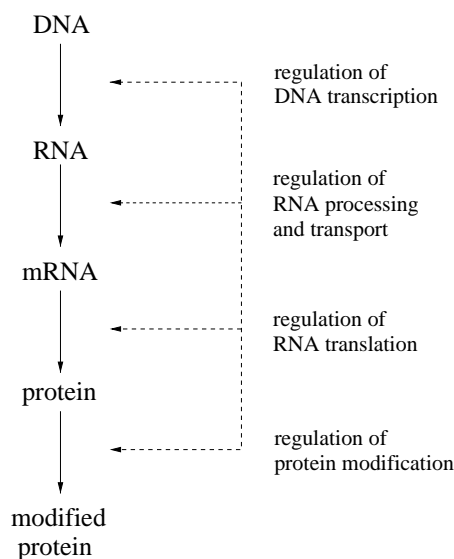 DNA
regulation of
DNA transcription
RNA
regulation of
RNA processing
and transport
mRNA
regulation of
RNA translation
protein
regulation of
protein modification
modified
protein